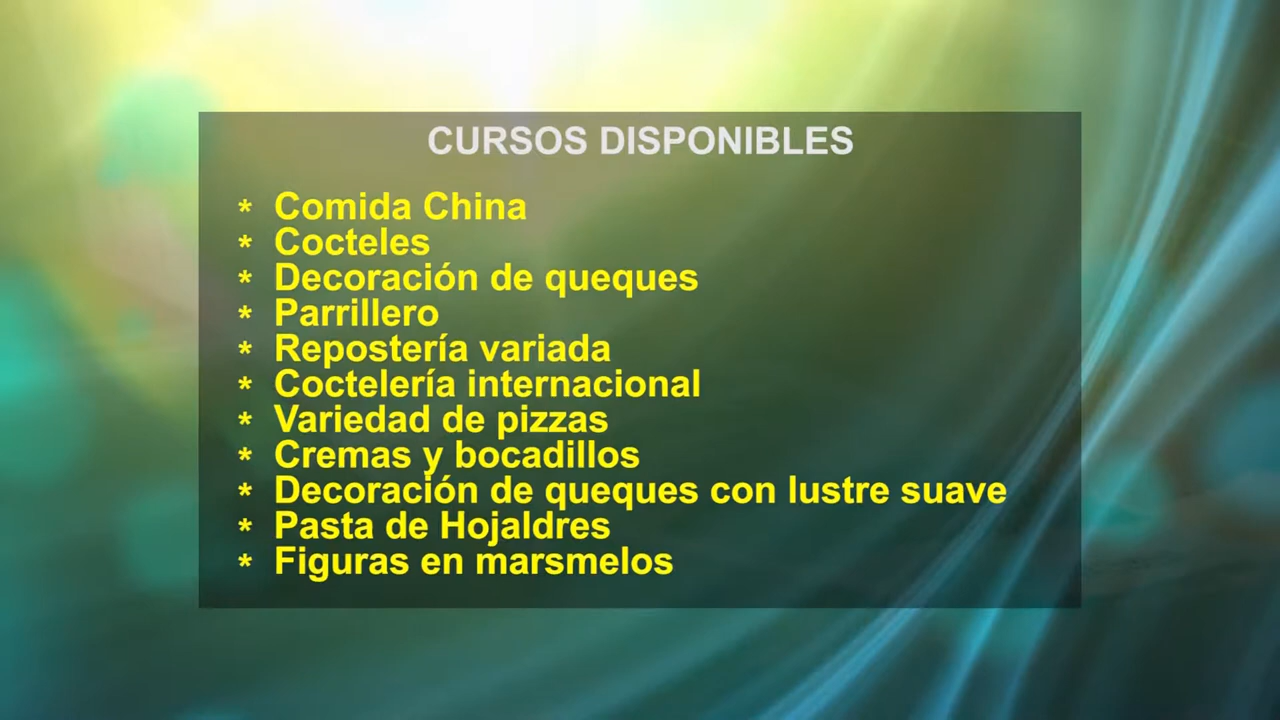 CURSOS DISPONIBLES
* Comida China
* Cocteles
* Decoración de queques
* Parrillero
* Repostería variada
* Coctelería internacional
* Variedad de pizzas
* Cremas y bocadillos
* Decoración de queques con lustre suave
* Pasta de Hojaldres
* Figuras en marsmelos